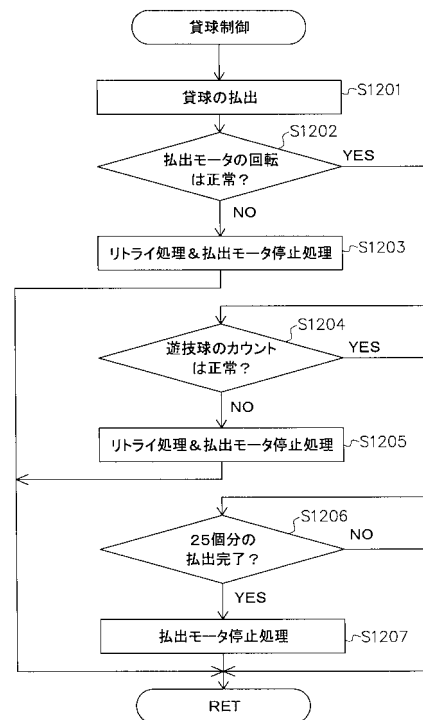 貸球制御
貸球の払出
S1201
S1202
払出モータの回転
は正常？
YES
NO
リトライ処理＆払出モータ停止処理
S1203
S1204
遊技球のカウント
は正常？
YES
NO
リトライ処理＆払出モータ停止処理
S1205
S1206
25個分の
払出完了？
NO
YES
払出モータ停止処理
S1207
RET